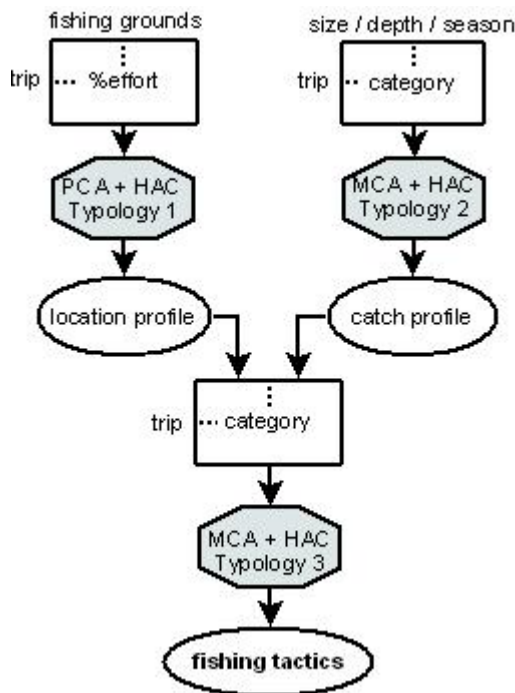 fishing grounds
trip
%effort
PCA + HAC
Typology 1
location profile
size / depth / season
trip
category
MCA + HAC
Typology 2
catch profile
trip
category
MCA + HAC
Typology 3
fishing tactics